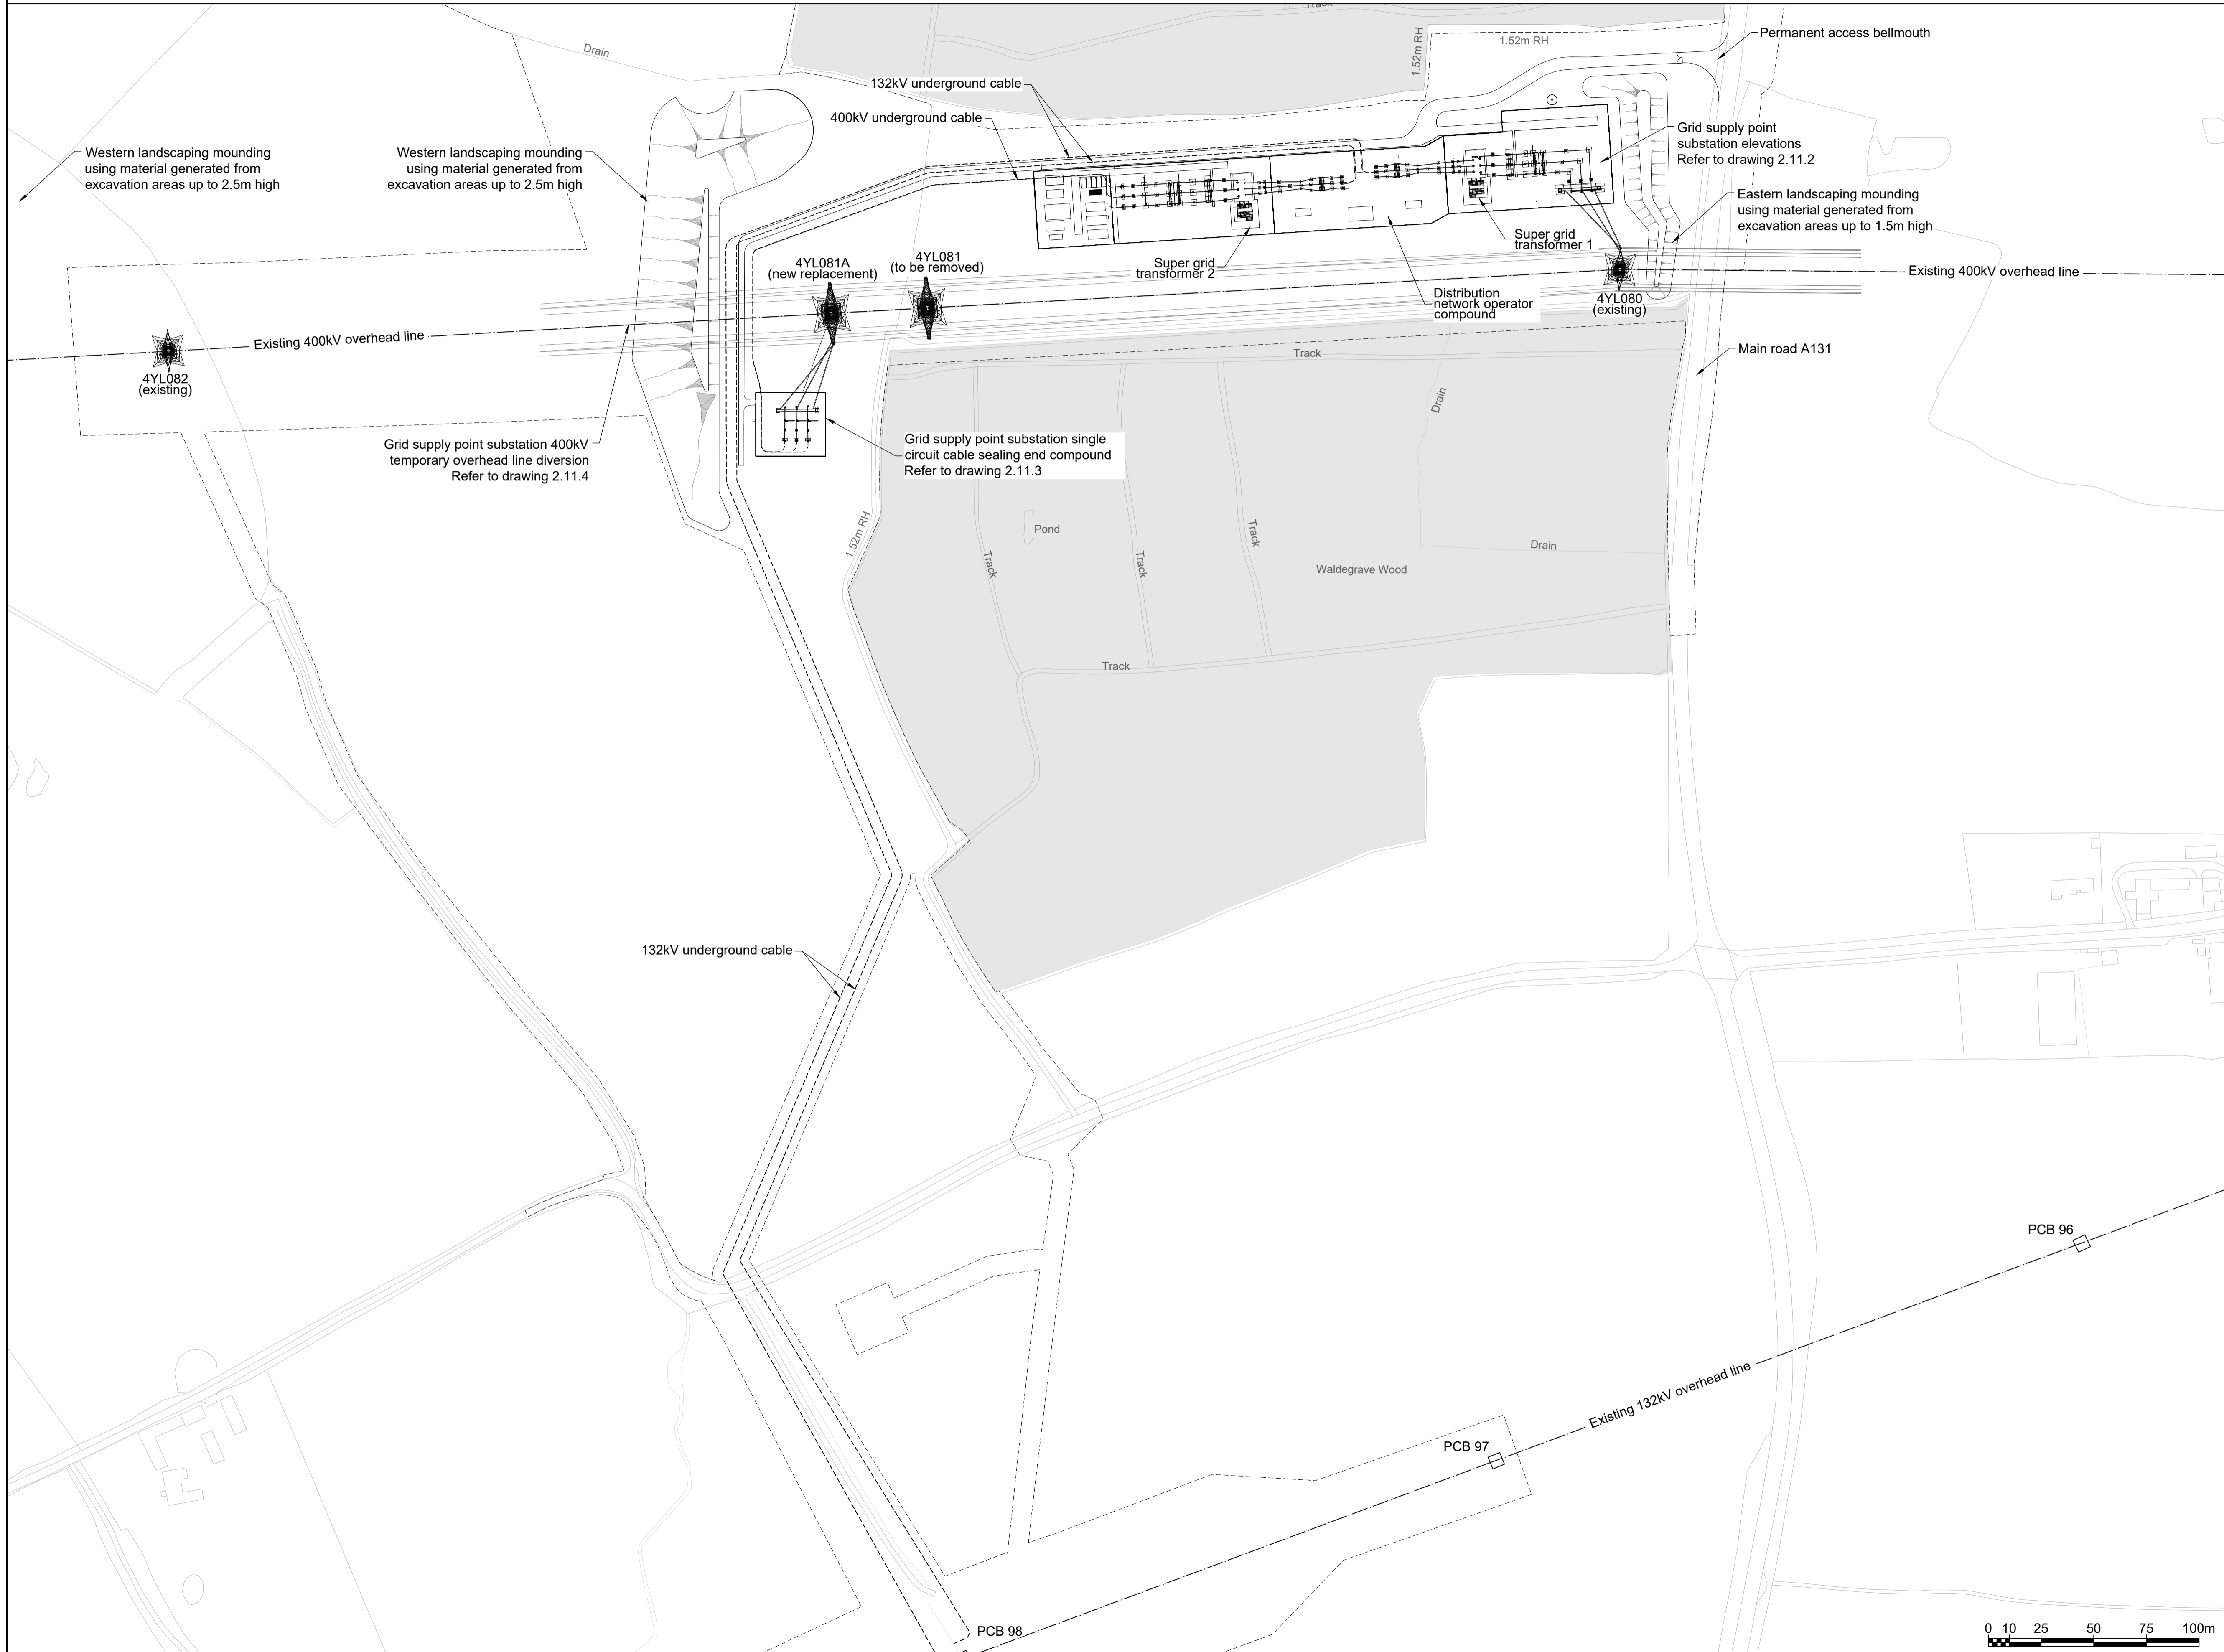 Track
Drain
1.52m RH
1.52m RH
Permanent access bellmouth
132kV underground cable
400kV underground cable
Western landscaping mounding
using material generated from
excavation areas up to 2.5m high
Western landscaping mounding
using material generated from
excavation areas up to 2.5m high
Grid supply point
substation elevations
Refer to drawing 2.11.2
Eastern landscaping mounding
using material generated from
excavation areas up to 1.5m high
Super grid
transformer 1
Super grid
transformer 2
4YL081A
(new replacement)
4YL081
(to be removed)
Existing 400kV overhead line
Distribution
network operator
compound
4YL080
(existing)
Existing 400kV overhead line
4YL082
(existing)
Track
Main road A131
Drain
Grid supply point substation 400kV
temporary overhead line diversion
Refer to drawing 2.11.4
Grid supply point substation single
circuit cable sealing end compound
Refer to drawing 2.11.3
1.52m RH
Pond
Track
Track
Track
Drain
Waldegrave Wood
Track
132kV underground cable
PCB 96
Existing 132kV overhead line
PCB 97
PCB 98
0 10 25 50 75 100m